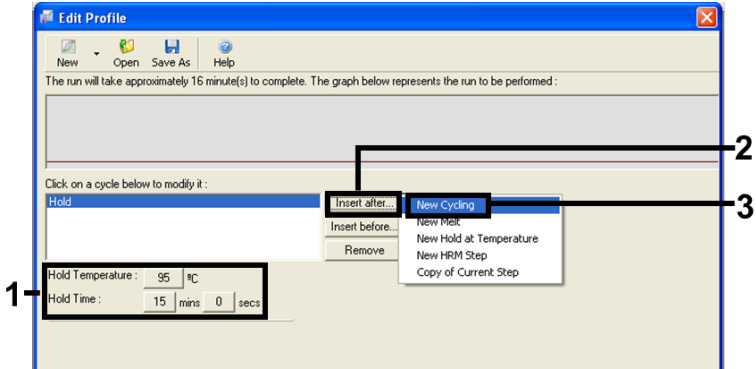 Edit Profile
New Open Save As Help
The run will take approximately 16 minute(s) to complete. The graph below represents the run to be performed :
2
Click on a cycle below to modify it :
Hold
Insert after...
New Cycling
3
New Melt
Insert before...
New Hold at Temperature
Remove
New HRM Step
Copy of Current Step
1
Hold Temperature : 95 ºC
Hold Time : 15 mins 0 secs